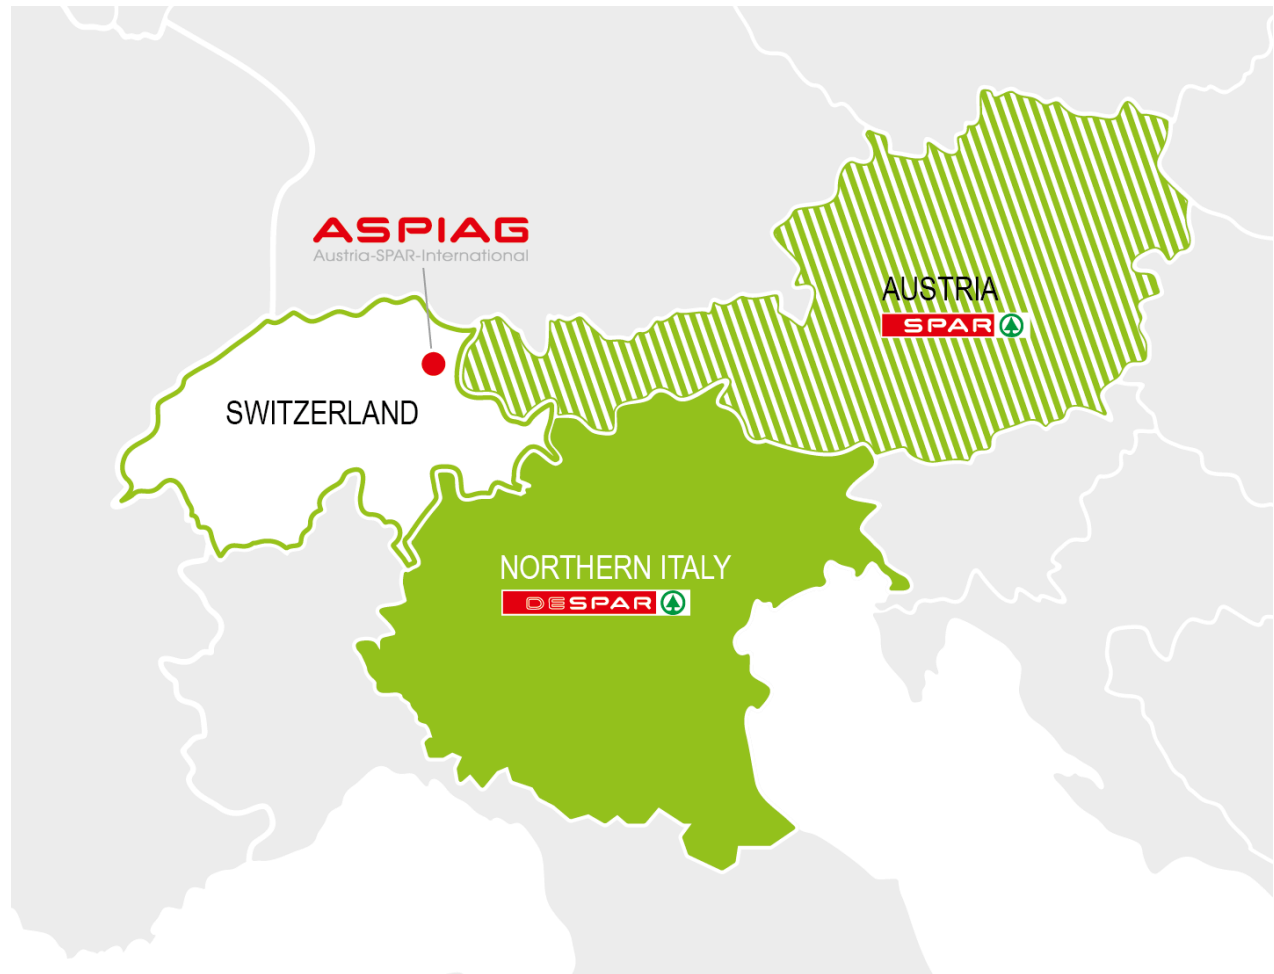 ASPIAG
Austria-SPAR-International
AUSTRIA
SPAR
SWITZERLAND
NORTHERN ITALY
DESPAR